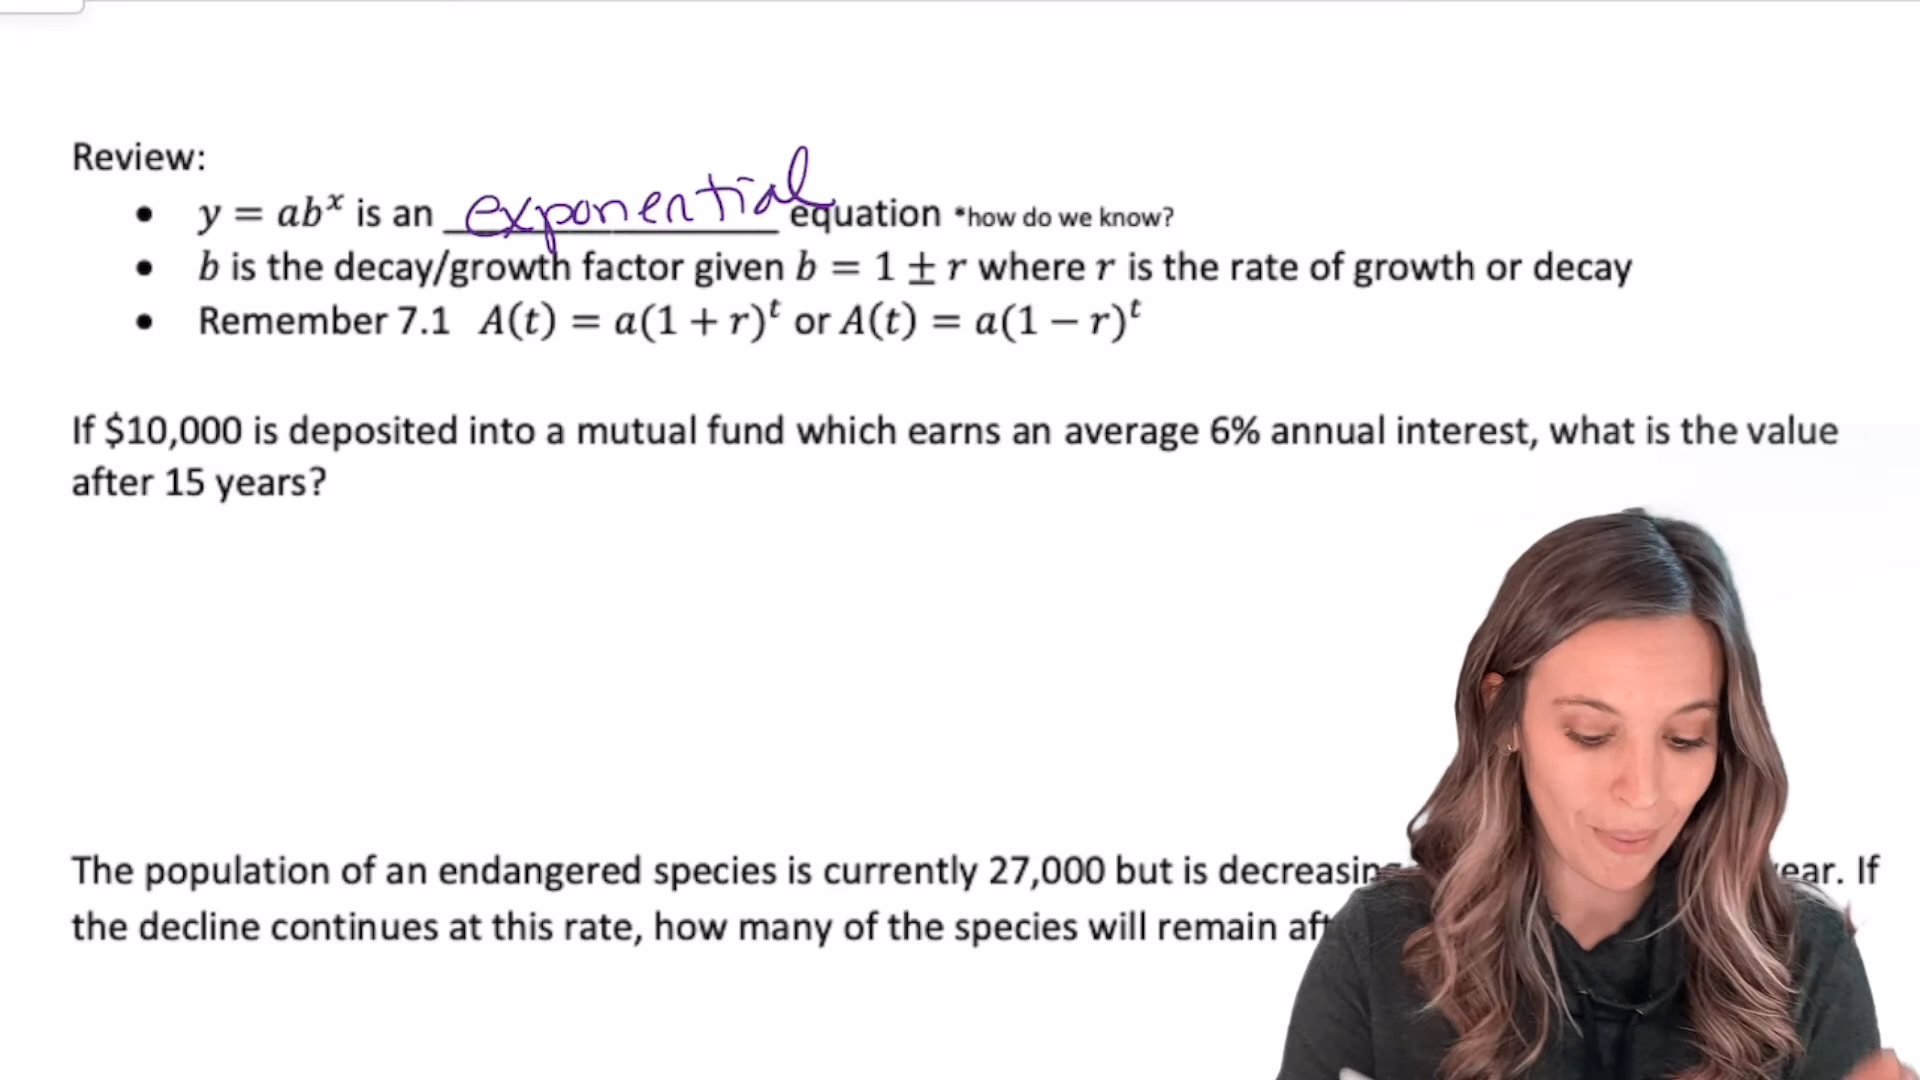 Review:
• y = abˣ is an exponential equation *how do we know?
• b is the decay/growth factor given b = 1 ± r where r is the rate of growth or decay
• Remember 7.1 A(t) = a(1 + r)ᵗ or A(t) = a(1 − r)ᵗ
If $10,000 is deposited into a mutual fund which earns an average 6% annual interest, what is the value
after 15 years?
The population of an endangered species is currently 27,000 but is If
the decline continues at this rate, how many of the species will remain